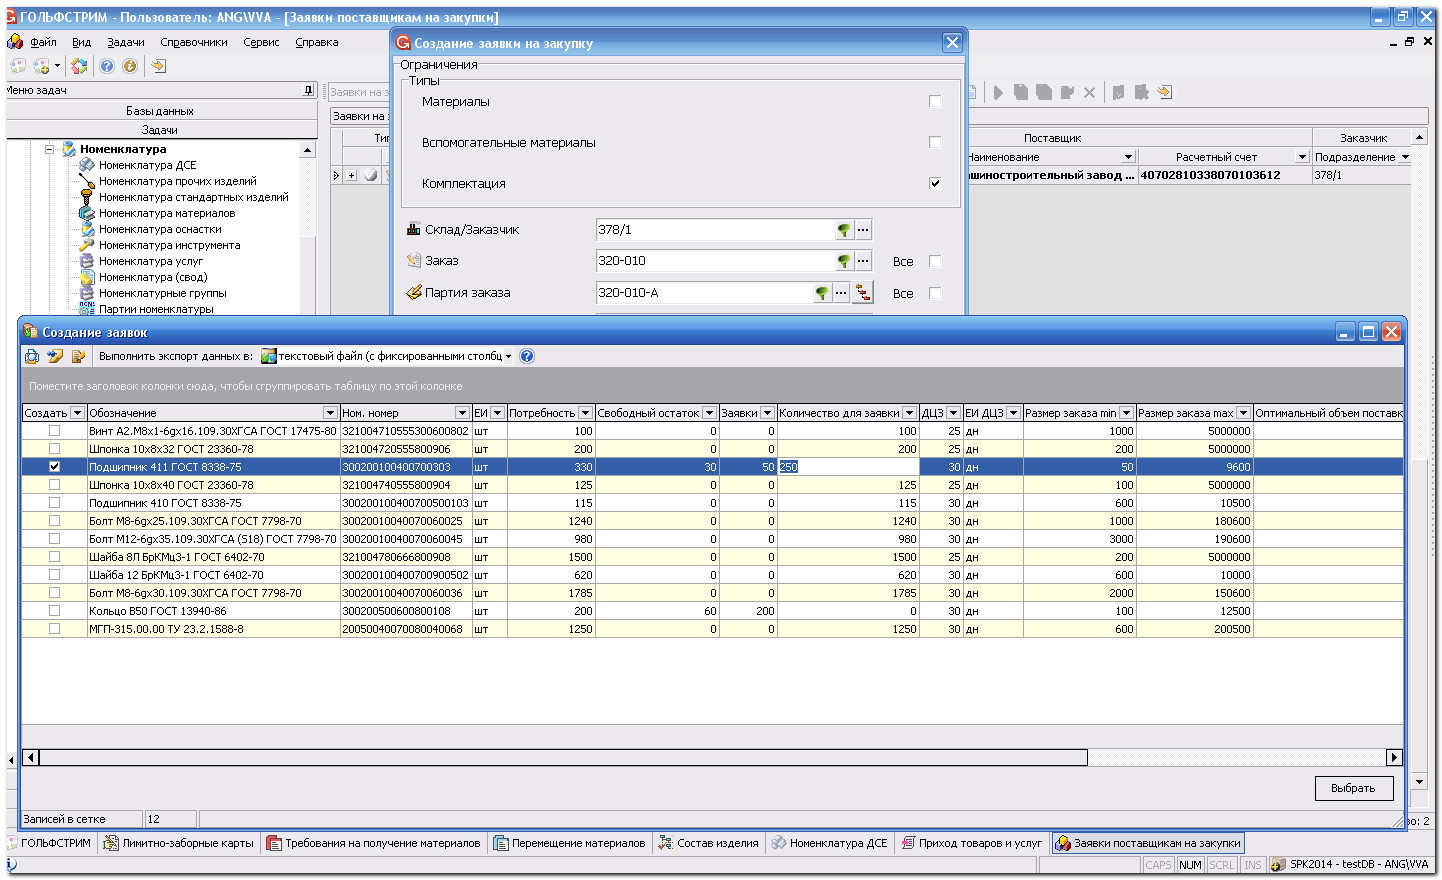 ГОЛЬФСТРИМ - Пользователь: ANG\VVA - [Заявки поставщикам на закупки]
Файл Вид Задачи Справочники Сервис Справка
Создание заявки на закупку
Ограничения
Типы
Материалы
Вспомогательные материалы
Комплектация
Склад/Заказчик 378/1
Заказ 320-010 Все
Партия заказа 320-010-А Все
Меню задач
Базы данных
Задачи
Номенклатура
Номенклатура ДСЕ
Номенклатура прочих изделий
Номенклатура стандартных изделий
Номенклатура материалов
Номенклатура оснастки
Номенклатура инструмента
Номенклатура услуг
Номенклатура (свод)
Номенклатурные группы
Партии номенклатуры
Заявки на з
Заявки на
Тип
Поставщик Заказчик
Наименование Расчетный счет Подразделение
шиностроительный завод ... 40702810338070103612 378/1
Создание заявок
Выполнить экспорт данных в: текстовый файл (с фиксированными столбц
Поместите заголовок колонки сюда, чтобы сгруппировать таблицу по этой колонке
Создать Обозначение Ном. номер ЕИ Потребность Свободный остаток Заявки Количество для заявки ДЦЗ ЕИ ДЦЗ Размер заказа min Размер заказа max Оптимальный объем поставк
Винт А2.М8х1-6gх16.109.30ХГСА ГОСТ 17475-80 321004710555300600802 шт 100 0 0 100 25 дн 1000 5000000
Шпонка 10х8х32 ГОСТ 23360-78 321004720555800906 шт 200 0 0 200 25 дн 200 5000000
Подшипник 411 ГОСТ 8338-75 300200100400700303 шт 330 30 50 250 30 дн 50 9600
Шпонка 10х8х40 ГОСТ 23360-78 321004740555800904 шт 125 0 0 125 25 дн 100 5000000
Подшипник 410 ГОСТ 8338-75 300200100400700500103 шт 115 0 0 115 30 дн 600 10500
Болт М8-6gх25.109.30ХГСА ГОСТ 7798-70 30020010040070060025 шт 1240 0 0 1240 30 дн 1000 180600
Болт М12-6gх35.109.30ХГСА (S18) ГОСТ 7798-70 30020010040070060045 шт 980 0 0 980 30 дн 3000 190600
Шайба 8Л БрКМц3-1 ГОСТ 6402-70 321004780666800908 шт 1500 0 0 1500 25 дн 200 5000000
Шайба 12 БрКМц3-1 ГОСТ 6402-70 300200100400700900502 шт 620 0 0 620 30 дн 600 10000
Болт М8-6gх30.109.30ХГСА ГОСТ 7798-70 30020010040070060036 шт 1785 0 0 1785 30 дн 2000 150600
Кольцо В50 ГОСТ 13940-86 300200500600800108 шт 200 60 200 0 30 дн 100 12500
МГП-315.00.00 ТУ 23.2.1588-8 20050040070080040068 шт 1250 0 0 1250 30 дн 600 200500
Выбрать
Записей в сетке 12
во: 2
ГОЛЬФСТРИМ Лимитно-заборные карты Требования на получение материалов Перемещение материалов Состав изделия Номенклатура ДСЕ Приход товаров и услуг Заявки поставщикам на закупки
CAPS NUM SCRL INS SPK2014 - testDB - ANG\VVA